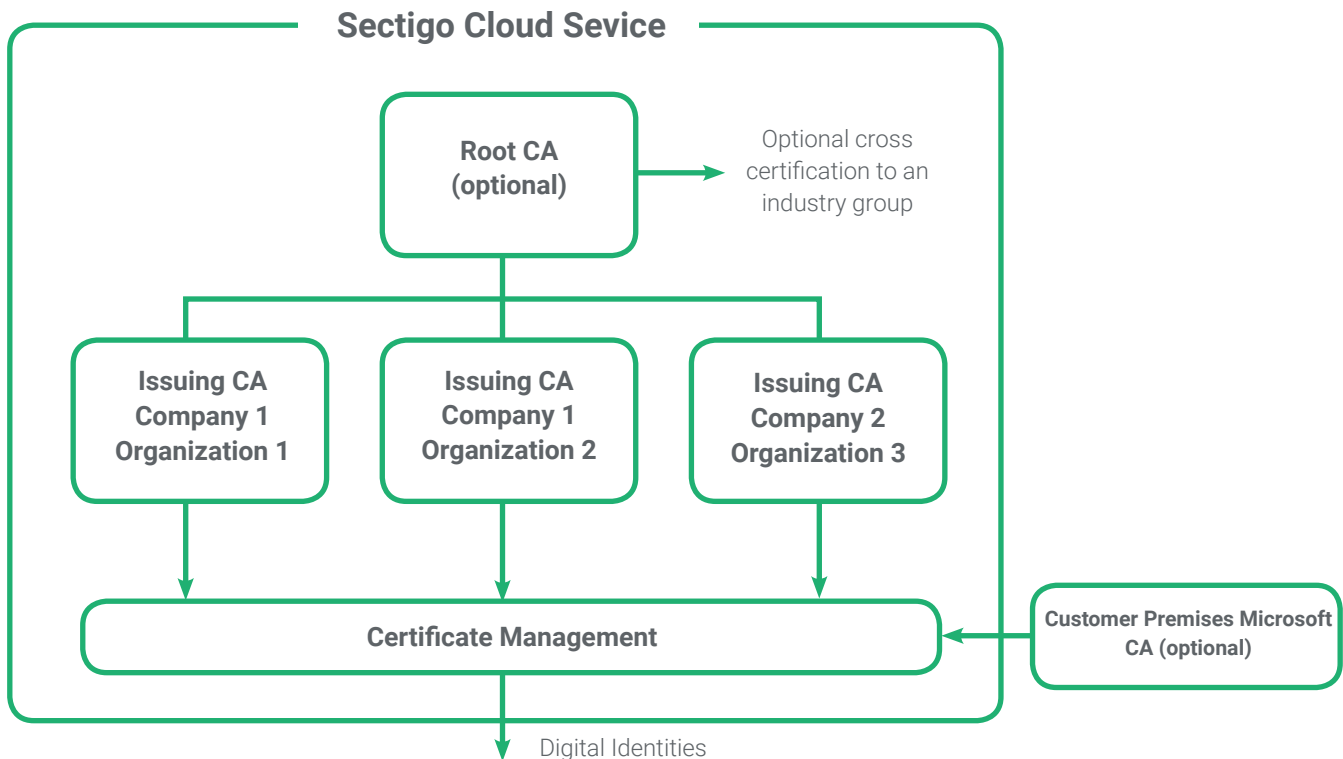 Sectigo Cloud Sevice
Root CA
(optional)
Optional cross
certification to an
industry group
Issuing CA
Company 1
Organization 1
Issuing CA
Company 1
Organization 2
Issuing CA
Company 2
Organization 3
Certificate Management
Customer Premises Microsoft
CA (optional)
Digital Identities